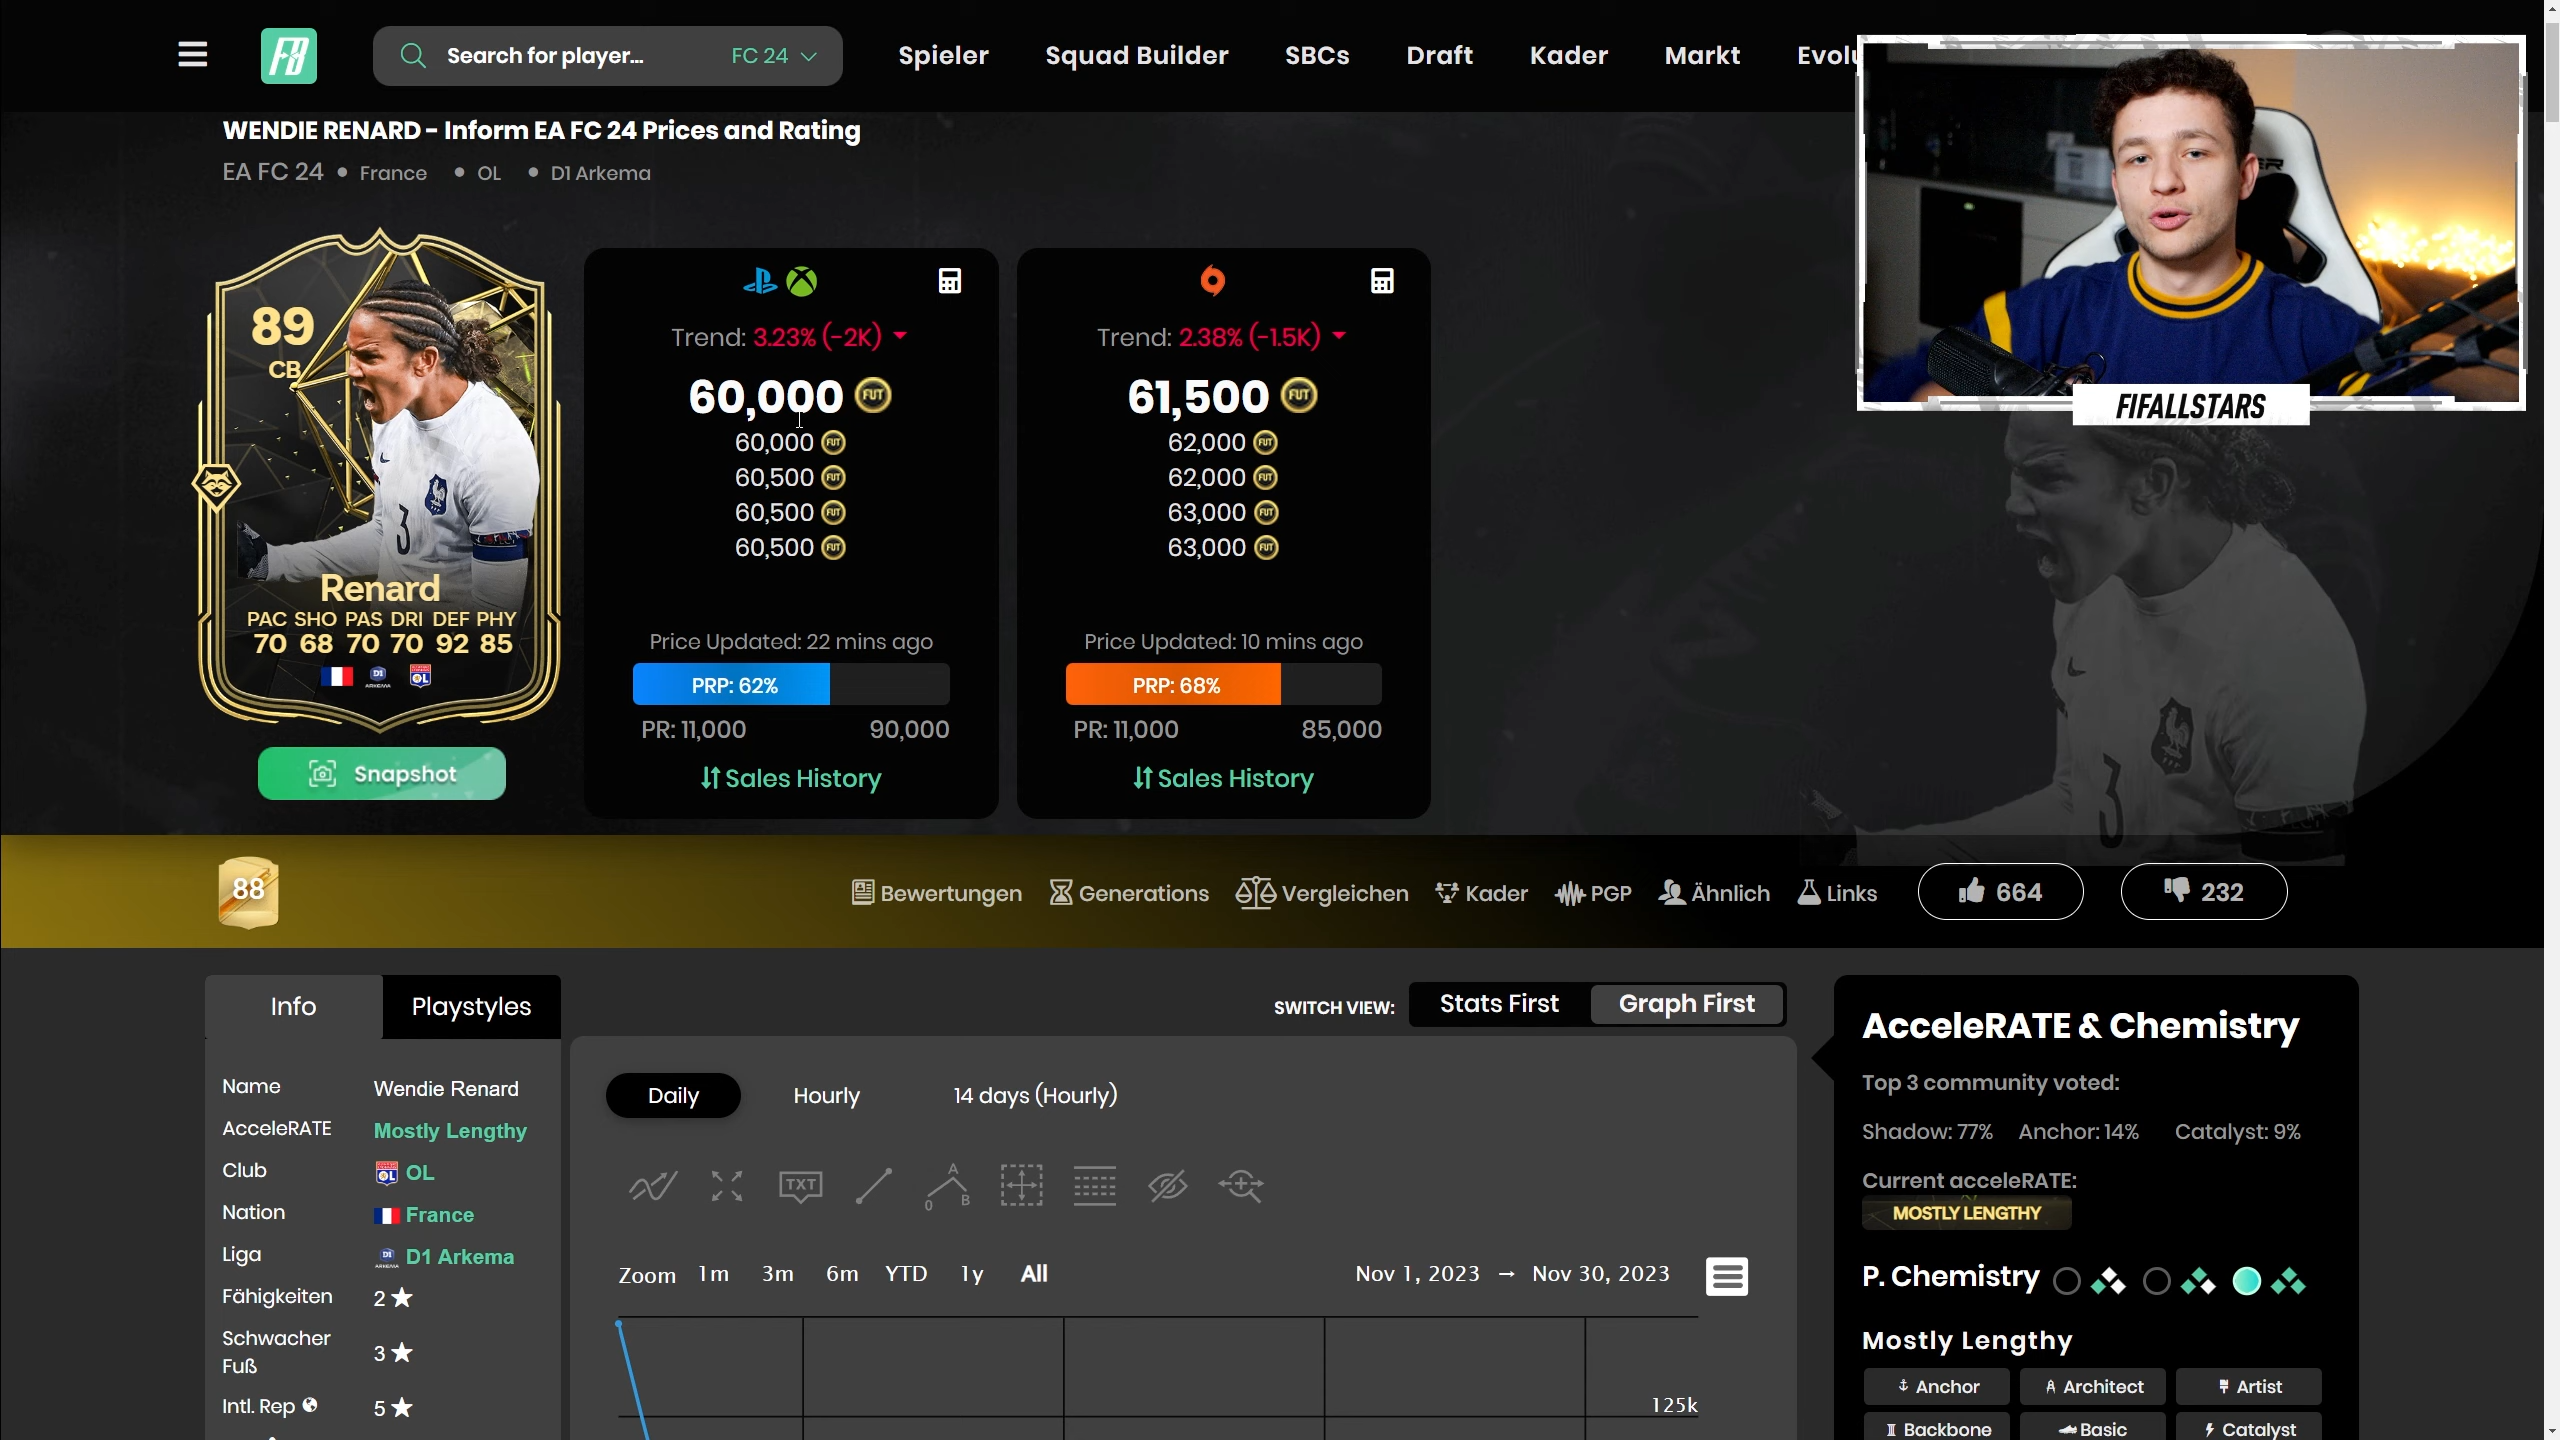 Search for player...
FC 24
Spieler
Squad Builder
SBCs
Draft
Kader
Markt
FIFALLSTARS
WENDIE RENARD - Inform EA FC 24 Prices and Rating
EA FC 24 • France • OL • D1 Arkema
89
CB
3
Renard
PAC SHO PAS DRI DEF PHY
70 68 70 70 92 85
Snapshot
Trend: 3.23% (-2K)
60,000
60,000
60,500
60,500
60,500
Price Updated: 22 mins ago
PRP: 62%
PR: 11,000 90,000
Sales History
Trend: 2.38% (-1.5K)
61,500
62,000
62,000
63,000
63,000
Price Updated: 10 mins ago
PRP: 68%
PR: 11,000 85,000
Sales History
88
Bewertungen
Generations
Vergleichen
Kader
PGP
Ähnlich
Links
664
232
Info
Playstyles
Name Wendie Renard
AcceleRATE Mostly Lengthy
Club OL
Nation France
Liga D1 Arkema
Fähigkeiten 2
Schwacher
Fuß 3
Intl. Rep 5
SWITCH VIEW:
Stats First
Graph First
Daily
Hourly
14 days (Hourly)
TXT
A
0 B
Zoom 1m 3m 6m YTD 1y All
Nov 1, 2023 → Nov 30, 2023
125k
AcceleRATE & Chemistry
Top 3 community voted:
Shadow: 77% Anchor: 14% Catalyst: 9%
Current acceleRATE:
MOSTLY LENGTHY
P. Chemistry
Mostly Lengthy
Anchor
Architect
Artist
Backbone
Basic
Catalyst